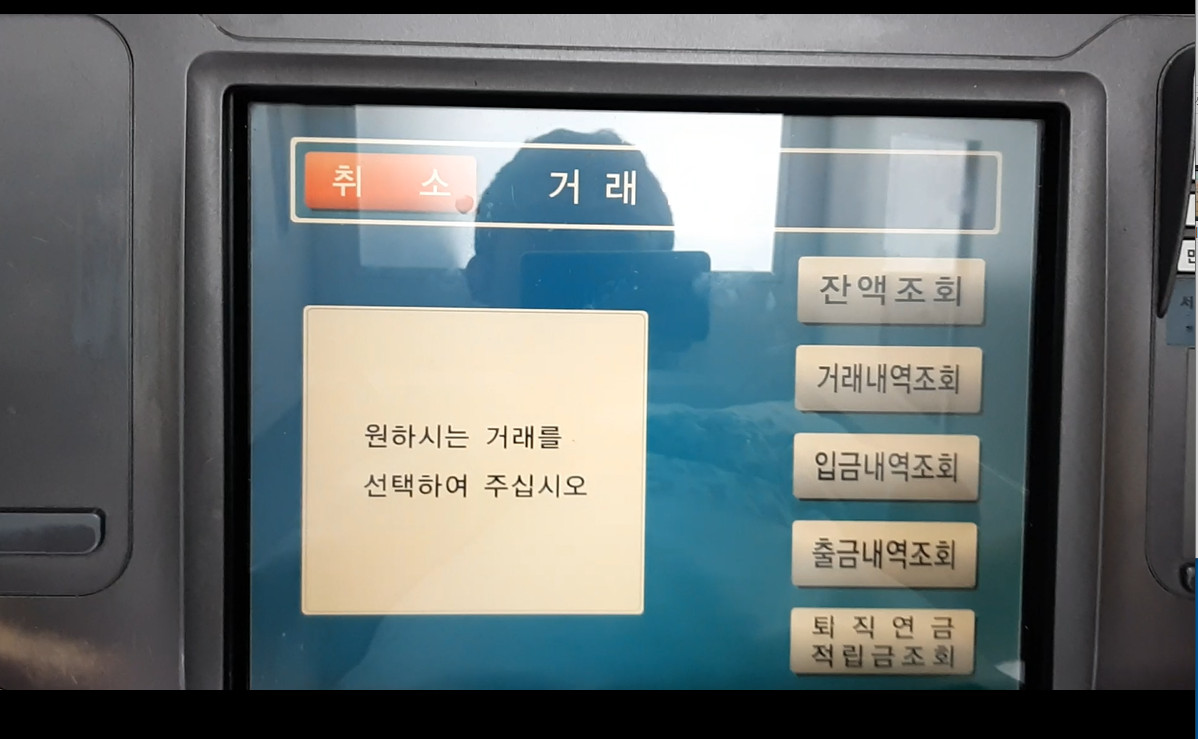 취 소
거 래
잔액조회
거래내역조회
원하시는 거래를
선택하여 주십시오
입금내역조회
출금내역조회
퇴 직 연 금
적립금조회